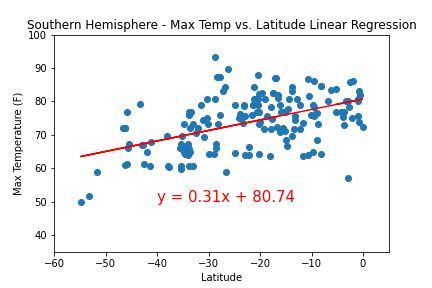 Southern Hemisphere - Max Temp vs. Latitude Linear Regression
100
90
80
70
60
50
40
Max Temperature (F)
y = 0.31x + 80.74
−60 −50 −40 −30 −20 −10 0
Latitude